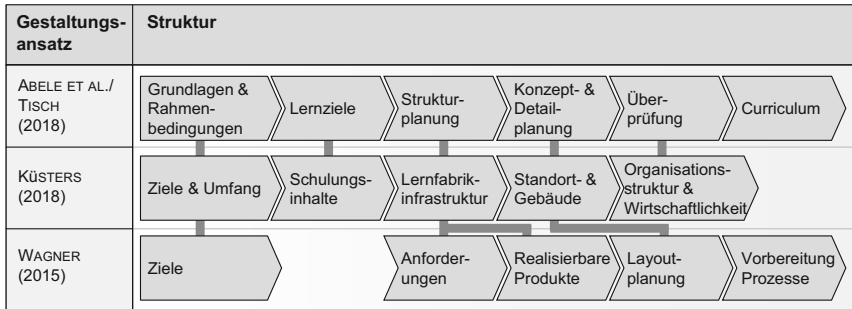 Gestaltungs-
ansatz
Struktur
ABELE ET AL./
TISCH
(2018)
Grundlagen &
Rahmen-
bedingungen
Lernziele
Struktur-
planung
Konzept- &
Detail-
planung
Über-
prüfung
Curriculum
KÜSTERS
(2018)
Ziele & Umfang
Schulungs-
inhalte
Lernfabrik-
infrastruktur
Standort- &
Gebäude
Organisations-
struktur &
Wirtschaftlichkeit
WAGNER
(2015)
Ziele
Anforder-
ungen
Realisierbare
Produkte
Layout-
planung
Vorbereitung
Prozesse